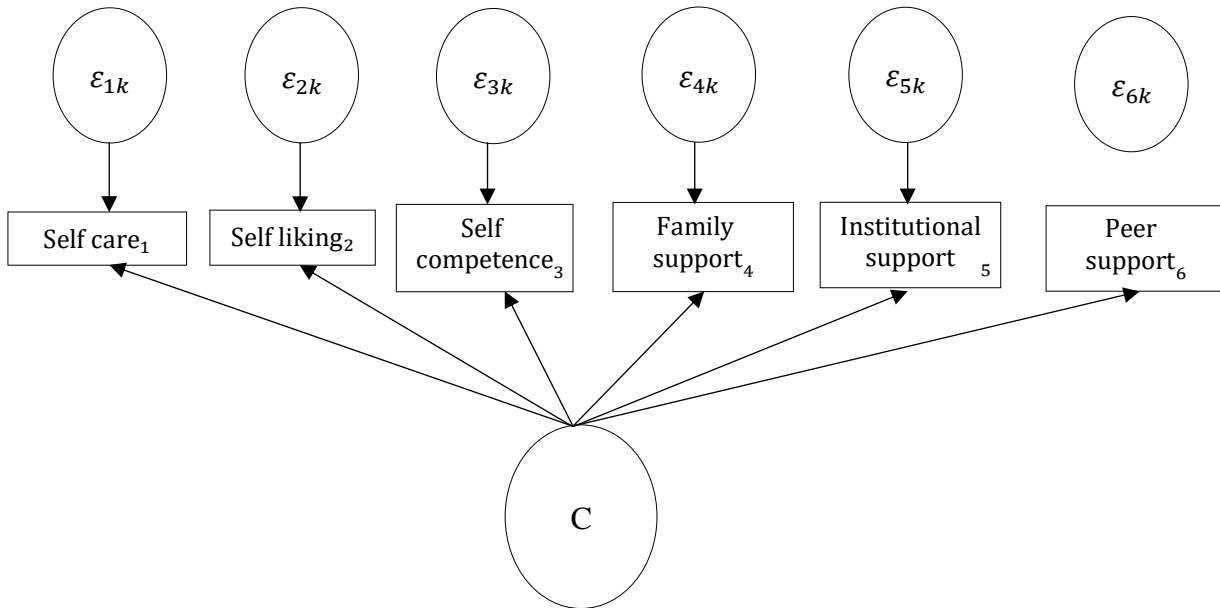 ε₁ₖ
ε₂ₖ
ε₃ₖ
ε₄ₖ
ε₅ₖ
ε₆ₖ
Self care₁
Self liking₂
Self
competence₃
Family
support₄
Institutional
support ₅
Peer
support₆
C